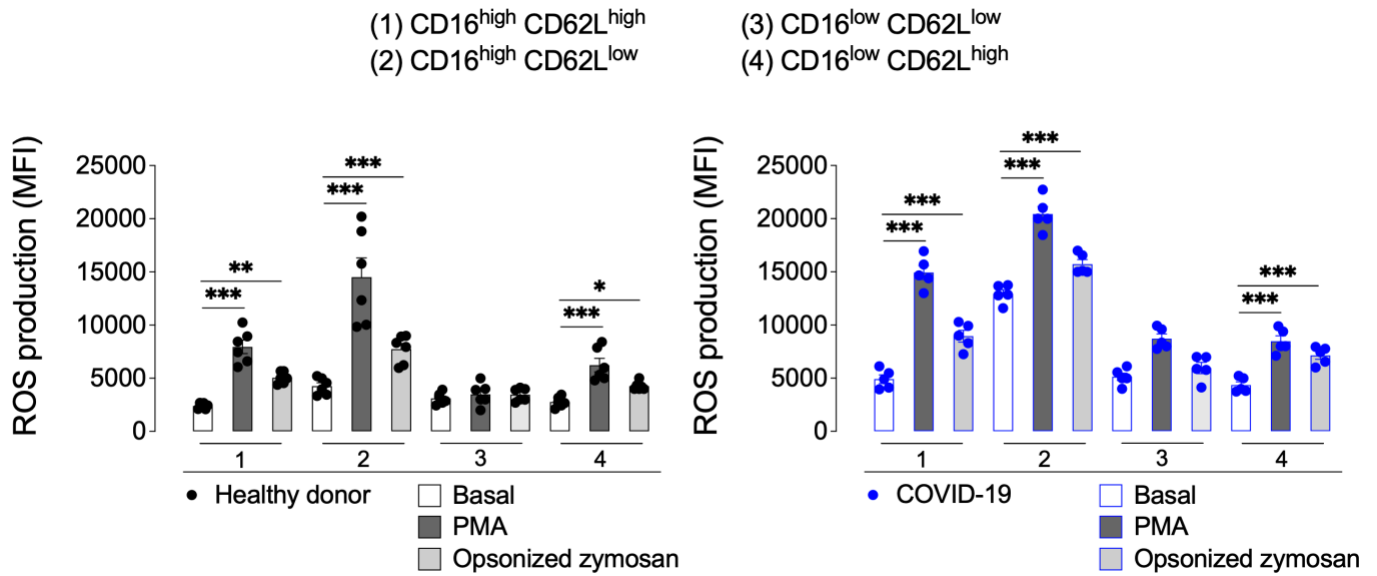 (1) CD16high CD62Lhigh
(2) CD16high CD62Llow
(3) CD16low CD62Llow
(4) CD16low CD62Lhigh
ROS production (MFI)
25000
20000
15000
10000
5000
0
**
***
***
***
*
***
1 2 3 4
Healthy donor
Basal
PMA
Opsonized zymosan
ROS production (MFI)
25000
20000
15000
10000
5000
0
***
***
***
***
***
***
1 2 3 4
COVID-19
Basal
PMA
Opsonized zymosan